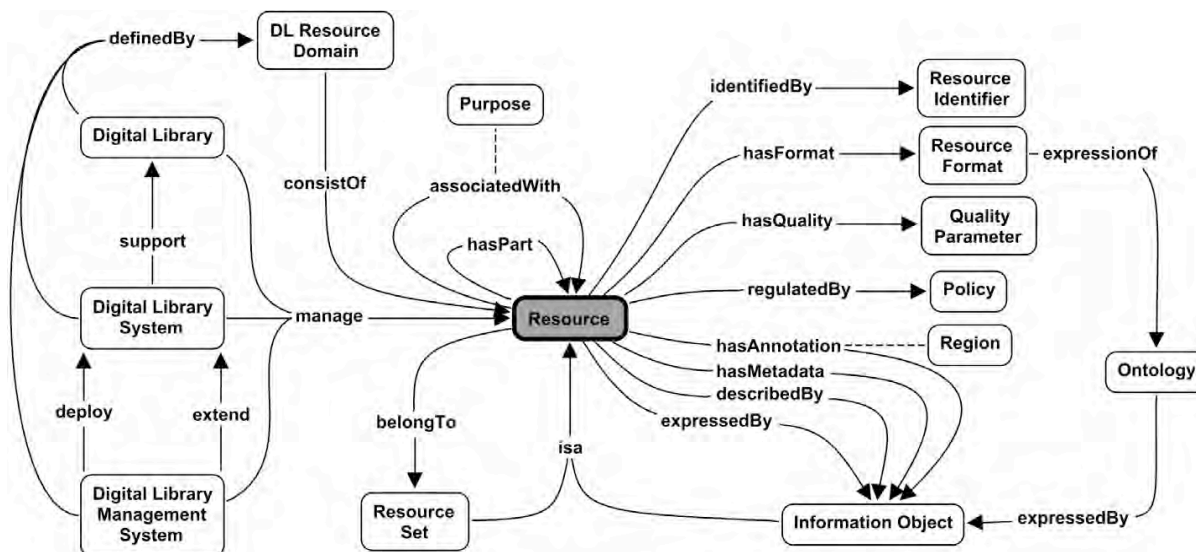 definedBy
DL Resource
Domain
Purpose
identifiedBy
Resource
Identifier
Digital Library
hasFormat
Resource
Format
expressionOf
consistOf
associatedWith
hasQuality
Quality
Parameter
support
hasPart
Digital Library
System
manage
Resource
regulatedBy
Policy
hasAnnotation
Region
hasMetadata
Ontology
describedBy
deploy
extend
belongTo
expressedBy
isa
Digital Library
Management
System
Resource
Set
Information Object
expressedBy